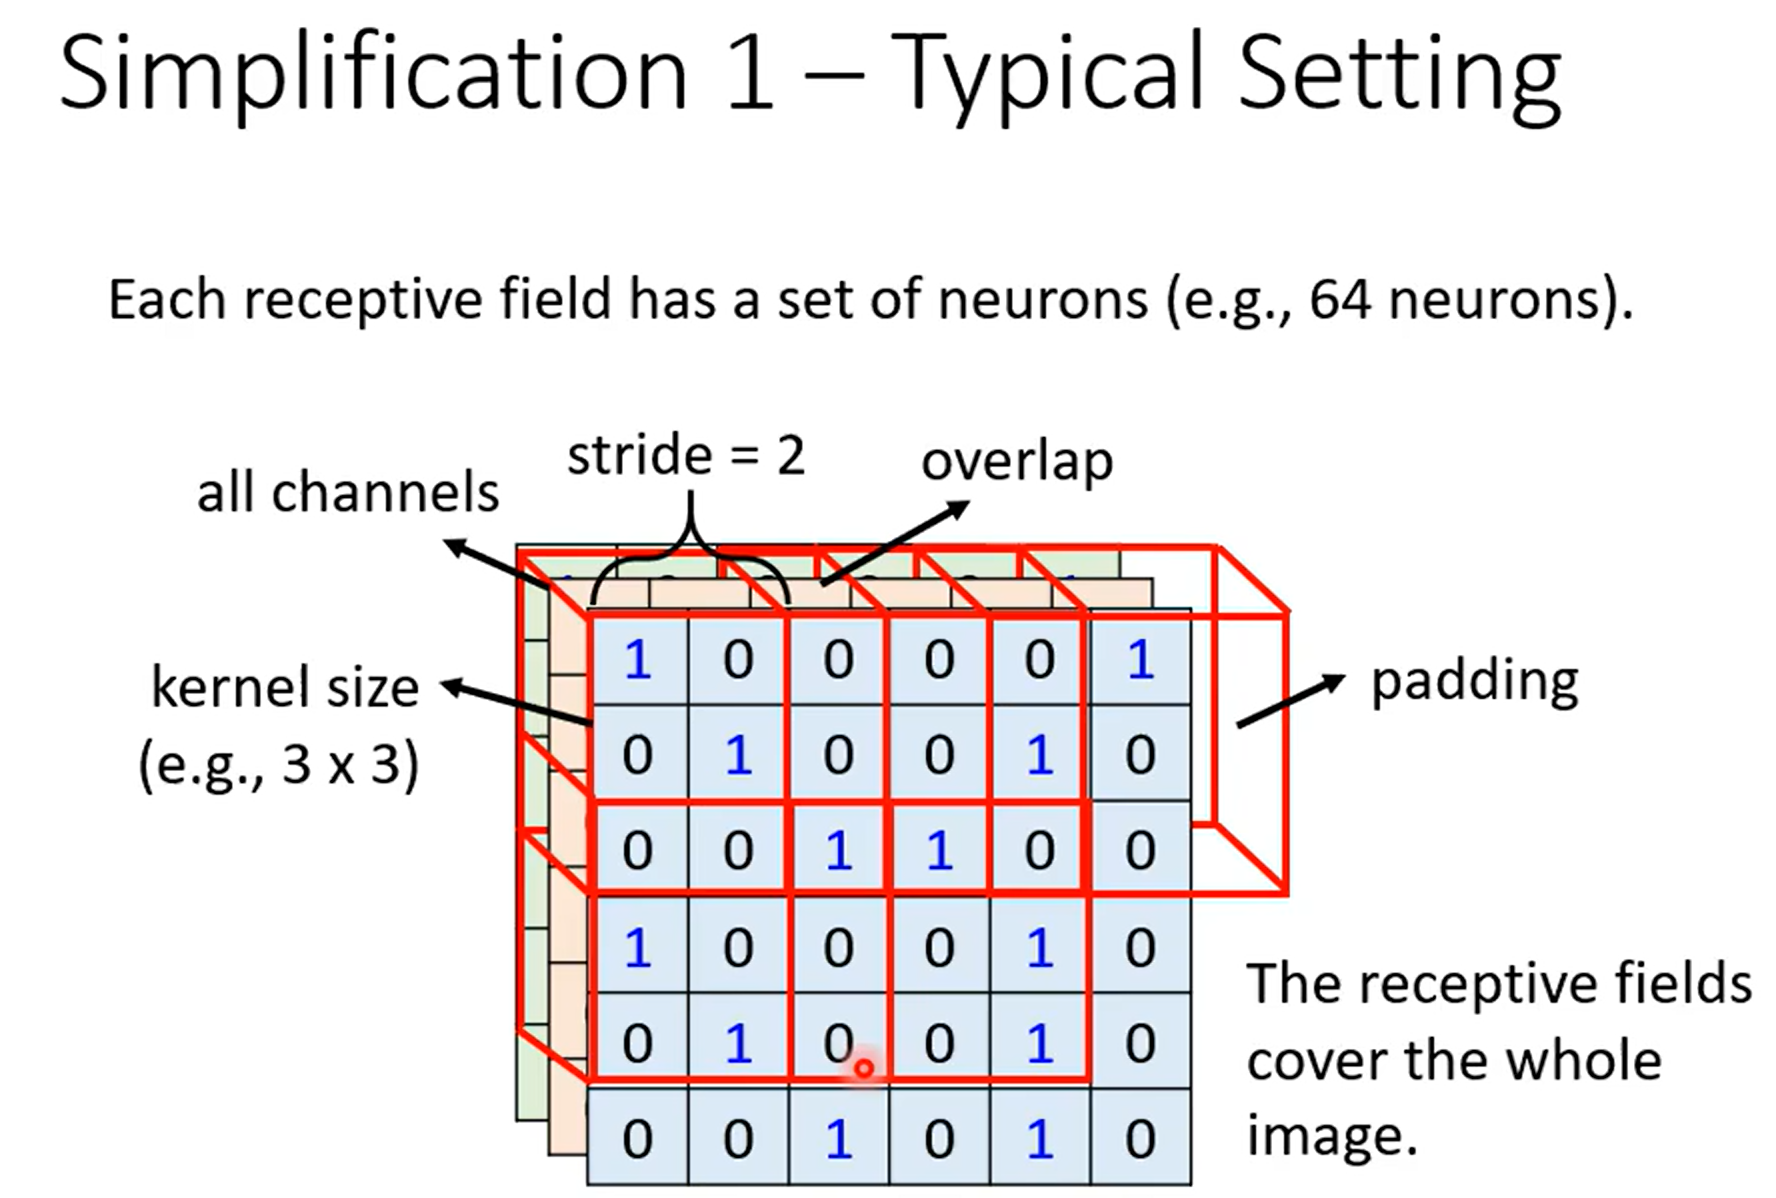 Simplification 1 – Typical Setting
Each receptive field has a set of neurons (e.g., 64 neurons).
stride = 2
overlap
all channels
kernel size
(e.g., 3 x 3)
padding
1 0 0 0 0 1
0 1 0 0 1 0
0 0 1 1 0 0
1 0 0 0 1 0
0 1 0 0 1 0
0 0 1 0 1 0
The receptive fields
cover the whole
image.